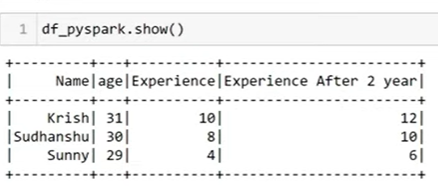 1 df_pyspark.show()
+---------+---+----------+-----------------------+
|     Name|age|Experience|Experience After 2 year|
+---------+---+----------+-----------------------+
|    Krish| 31|        10|                     12|
|Sudhanshu| 30|         8|                     10|
|    Sunny| 29|         4|                      6|
+---------+---+----------+-----------------------+